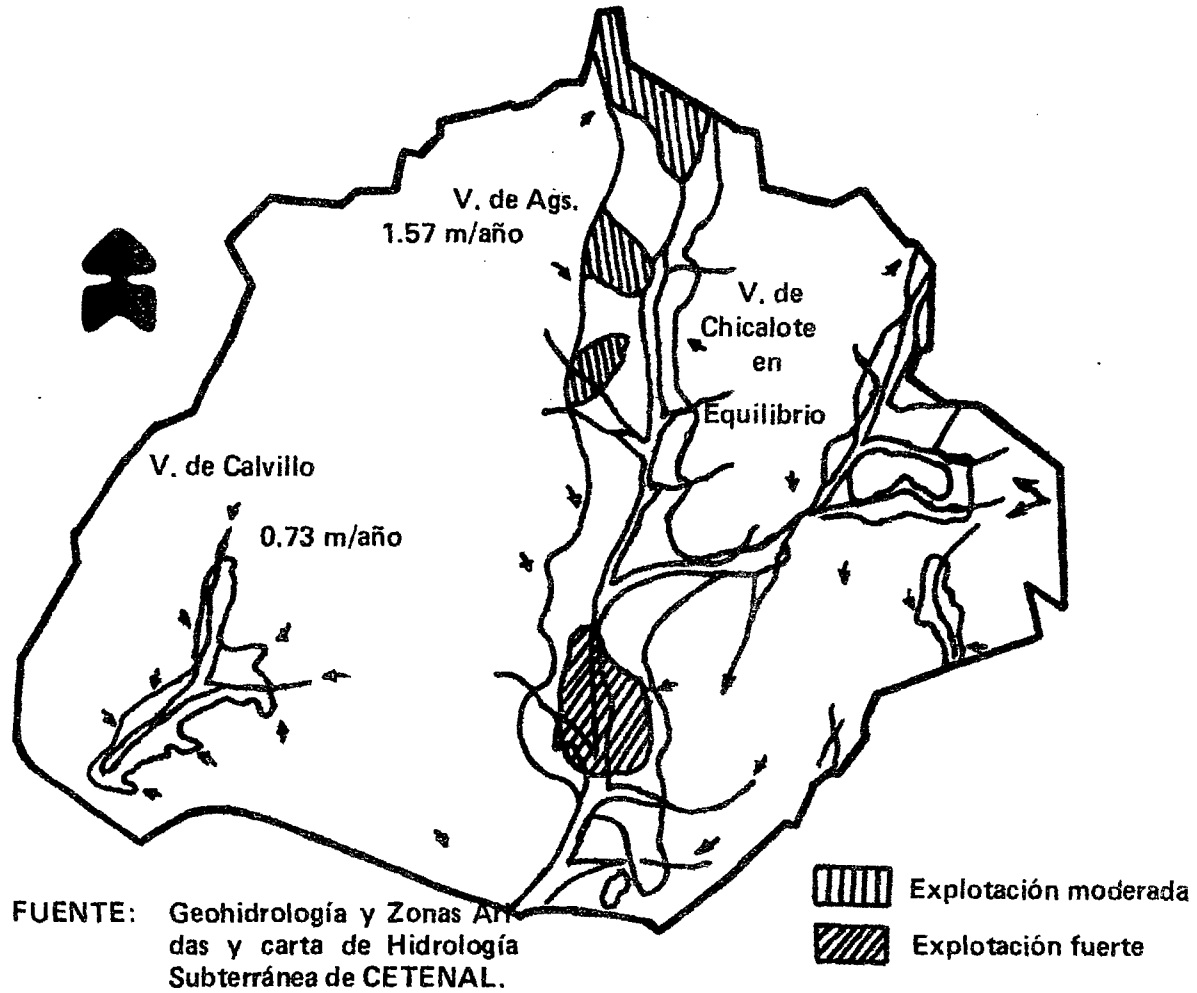 V. de Ags.
1.57 m/año
V. de
Chicalote
en
Equilibrio
V. de Calvillo
0.73 m/año
Explotación moderada
Explotación fuerte
FUENTE: Geohidrología y Zonas Ari-
das y carta de Hidrología
Subterránea de CETENAL.